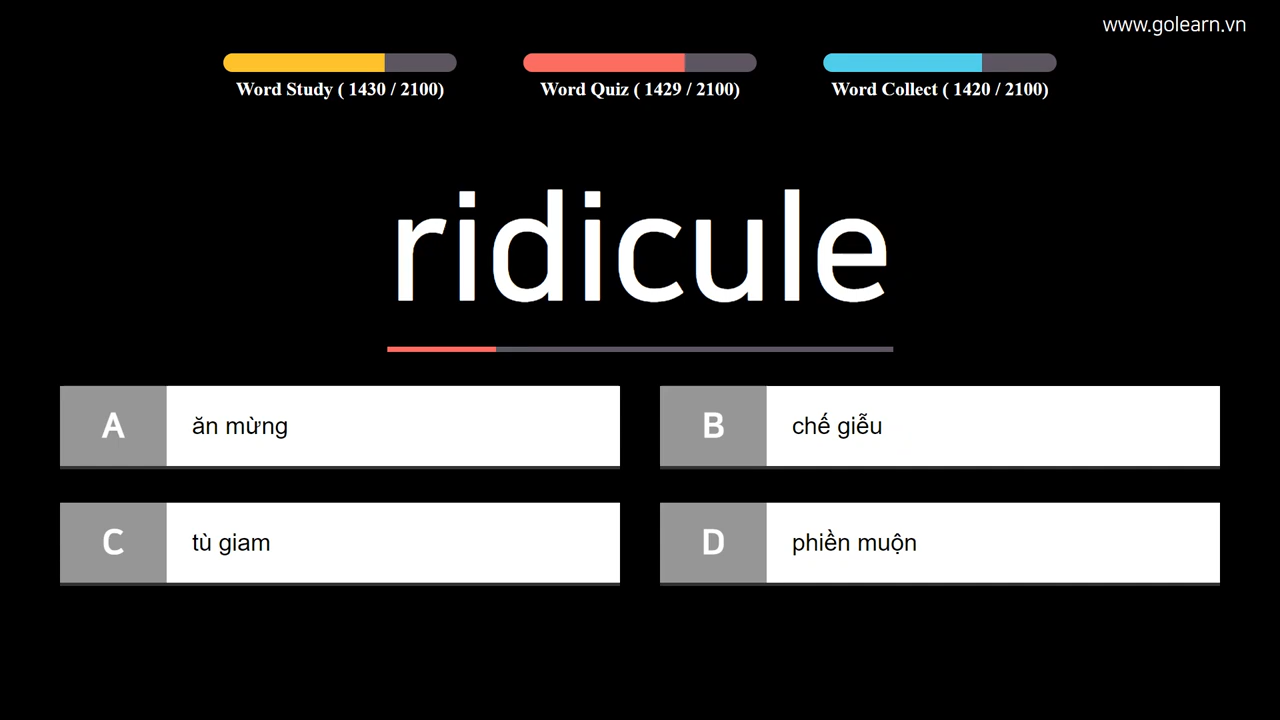 www.golearn.vn
Word Study ( 1430 / 2100)
Word Quiz ( 1429 / 2100)
Word Collect ( 1420 / 2100)
ridicule
A ăn mừng
B chế giễu
C tù giam
D phiền muộn